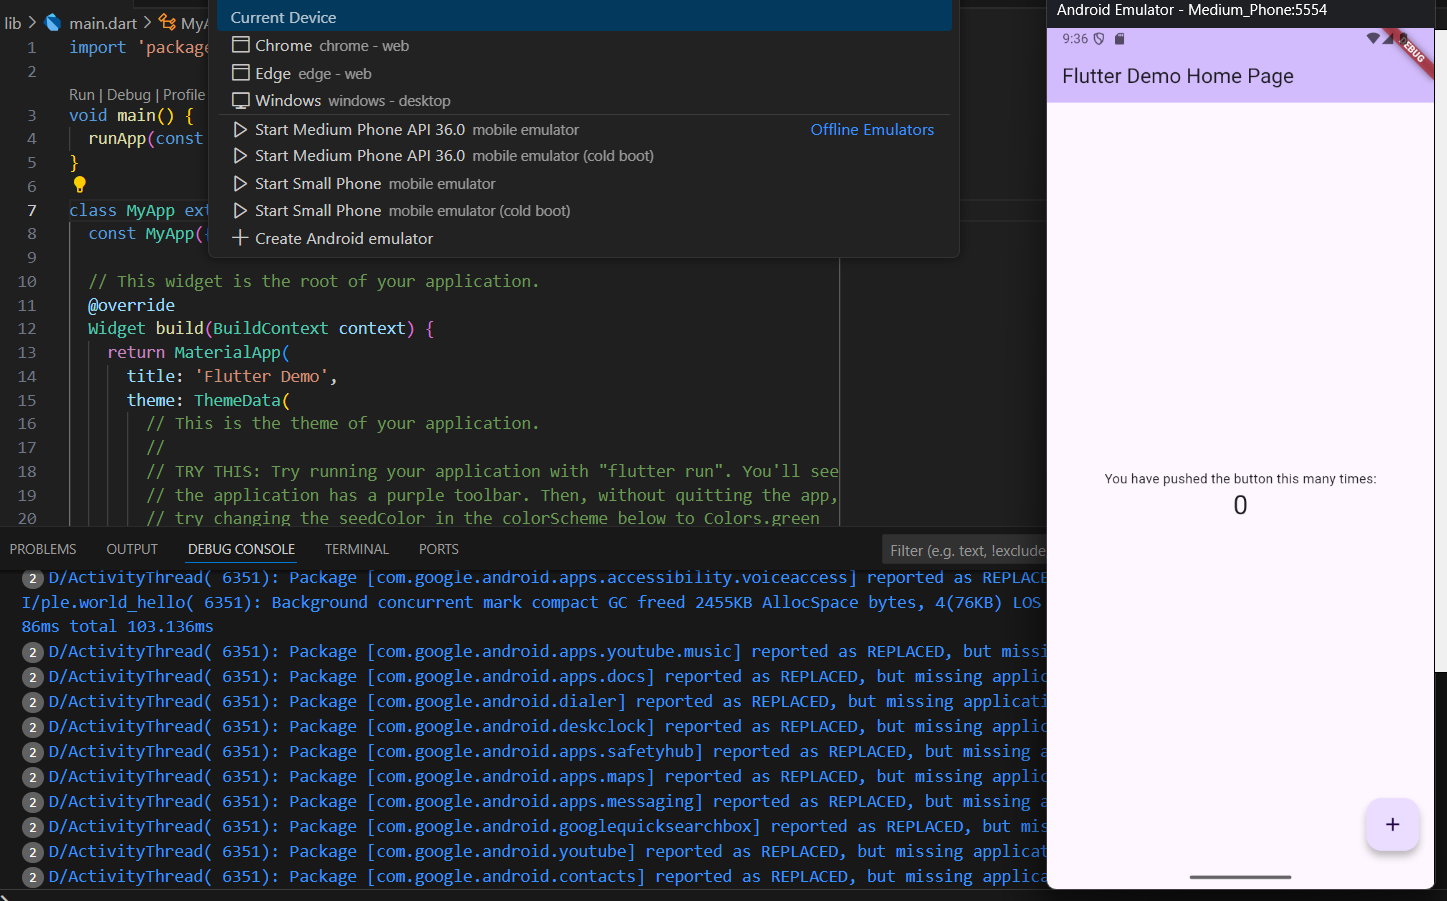 Current Device
Chrome chrome - web
Edge edge - web
Windows windows - desktop
Start Medium Phone API 36.0 mobile emulator Offline Emulators
Start Medium Phone API 36.0 mobile emulator (cold boot)
Start Small Phone mobile emulator
Start Small Phone mobile emulator (cold boot)
Create Android emulator
lib > main.dart > MyA
1 import 'package
2
Run | Debug | Profile
3 void main() {
4 runApp(const
5 }
6
7 class MyApp ext
8 const MyApp({
9
10 // This widget is the root of your application.
11 @override
12 Widget build(BuildContext context) {
13 return MaterialApp(
14 title: 'Flutter Demo',
15 theme: ThemeData(
16 // This is the theme of your application.
17 //
18 // TRY THIS: Try running your application with "flutter run". You'll see
19 // the application has a purple toolbar. Then, without quitting the app,
20 // try changing the seedColor in the colorScheme below to Colors.green
PROBLEMS OUTPUT DEBUG CONSOLE TERMINAL PORTS Filter (e.g. text, !exclude
2 D/ActivityThread( 6351): Package [com.google.android.apps.accessibility.voiceaccess] reported as REPLACE
I/ple.world_hello( 6351): Background concurrent mark compact GC freed 2455KB AllocSpace bytes, 4(76KB) LOS
86ms total 103.136ms
2 D/ActivityThread( 6351): Package [com.google.android.apps.youtube.music] reported as REPLACED, but missi
2 D/ActivityThread( 6351): Package [com.google.android.apps.docs] reported as REPLACED, but missing applic
2 D/ActivityThread( 6351): Package [com.google.android.dialer] reported as REPLACED, but missing applicati
2 D/ActivityThread( 6351): Package [com.google.android.deskclock] reported as REPLACED, but missing applic
2 D/ActivityThread( 6351): Package [com.google.android.apps.safetyhub] reported as REPLACED, but missing a
2 D/ActivityThread( 6351): Package [com.google.android.apps.maps] reported as REPLACED, but missing applic
2 D/ActivityThread( 6351): Package [com.google.android.apps.messaging] reported as REPLACED, but missing a
2 D/ActivityThread( 6351): Package [com.google.android.googlequicksearchbox] reported as REPLACED, but mis
2 D/ActivityThread( 6351): Package [com.google.android.youtube] reported as REPLACED, but missing applicat
2 D/ActivityThread( 6351): Package [com.google.android.contacts] reported as REPLACED, but missing applica
Android Emulator - Medium_Phone:5554
9:36
EBUG
Flutter Demo Home Page
You have pushed the button this many times:
0
+